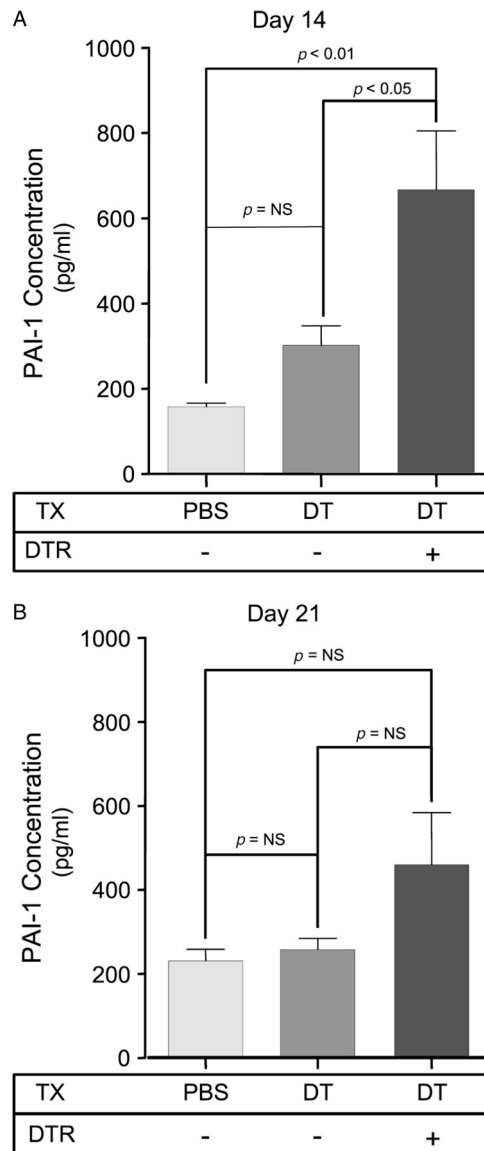 A
Day 14
1000
p < 0.01
p < 0.05
800
p = NS
600
PAI-1 Concentration
(pg/ml)
400
200
0
TX PBS DT DT
DTR - - +
B
Day 21
1000
p = NS
p = NS
800
600
p = NS
PAI-1 Concentration
(pg/ml)
400
200
0
TX PBS DT DT
DTR - - +